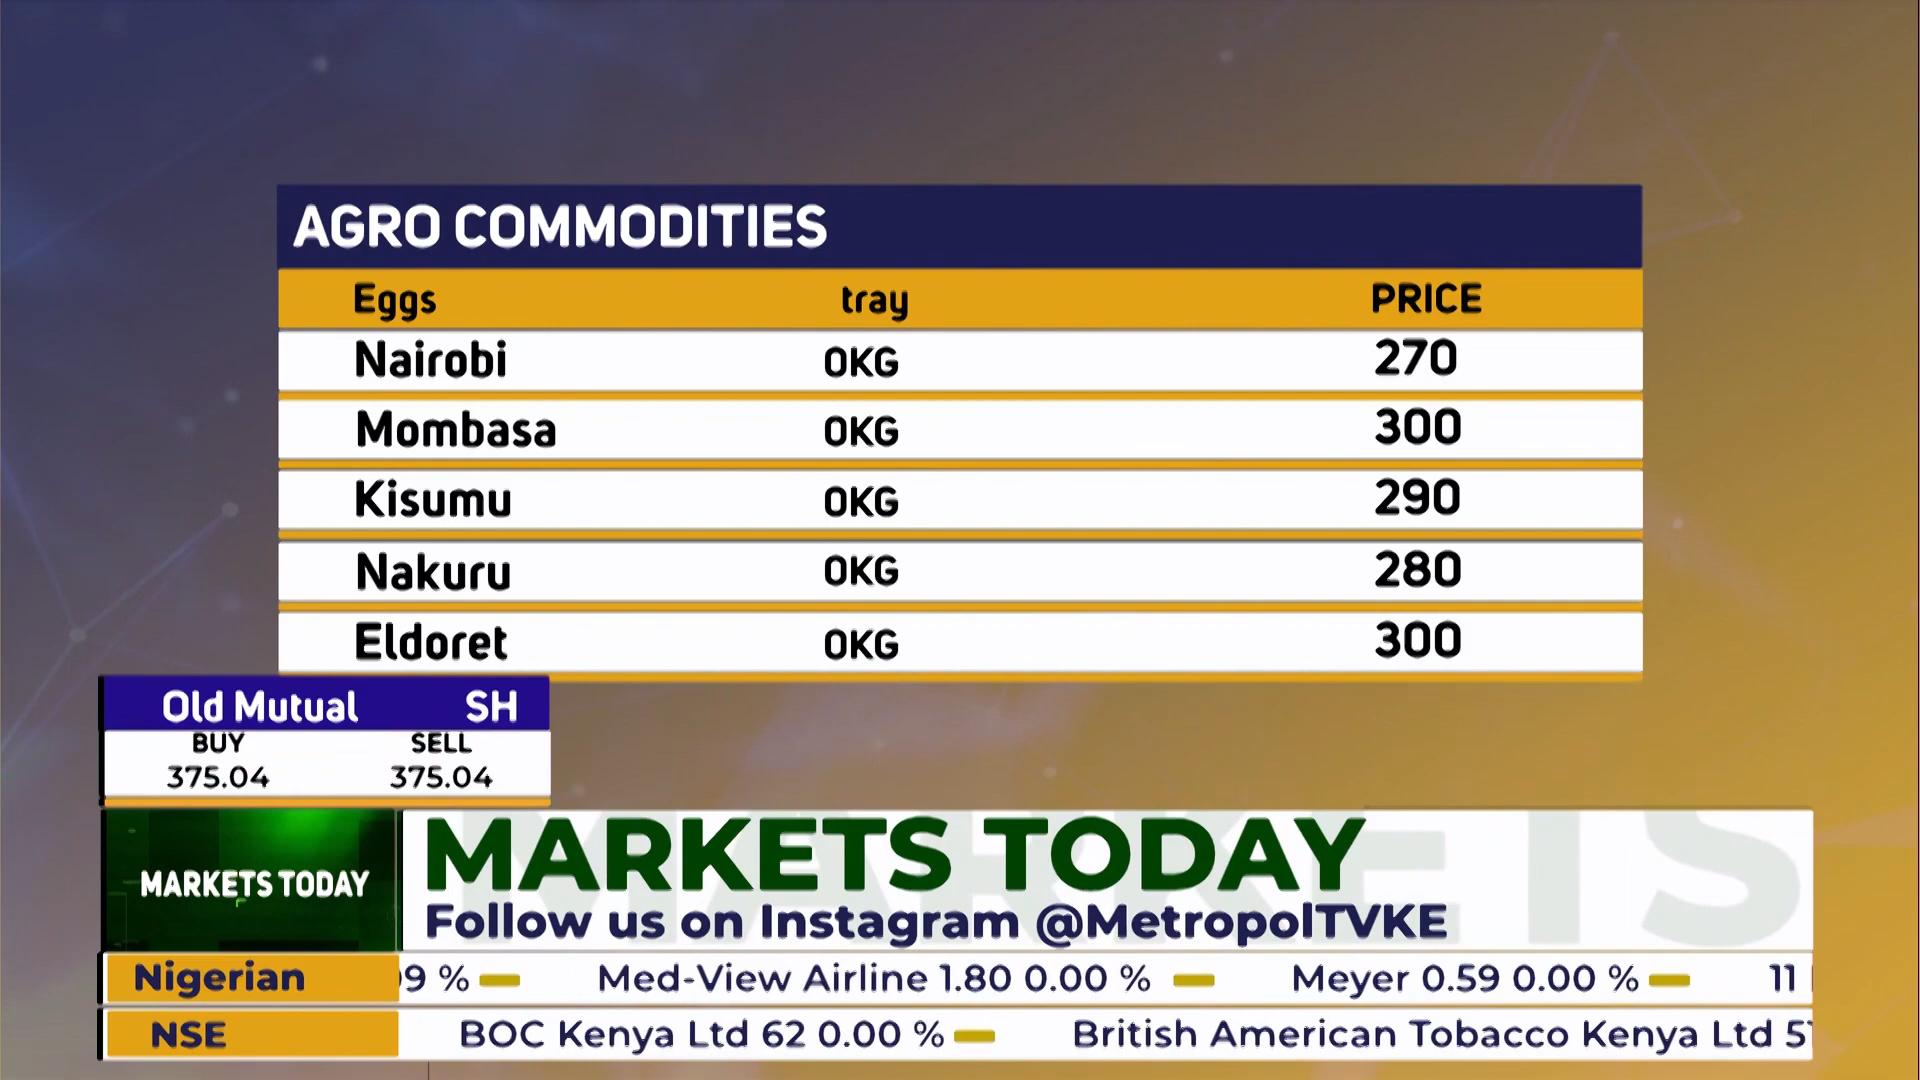 AGRO COMMODITIES
Eggs tray PRICE
Nairobi 0KG 270
Mombasa 0KG 300
Kisumu 0KG 290
Nakuru 0KG 280
Eldoret 0KG 300
Old Mutual SH
BUY SELL
375.04 375.04
MARKETS TODAY
MARKETS TODAY
Follow us on Instagram @MetropolTVKE
Nigerian 9 % Med-View Airline 1.80 0.00 % Meyer 0.59 0.00 % 11
NSE BOC Kenya Ltd 62 0.00 % British American Tobacco Kenya Ltd 5